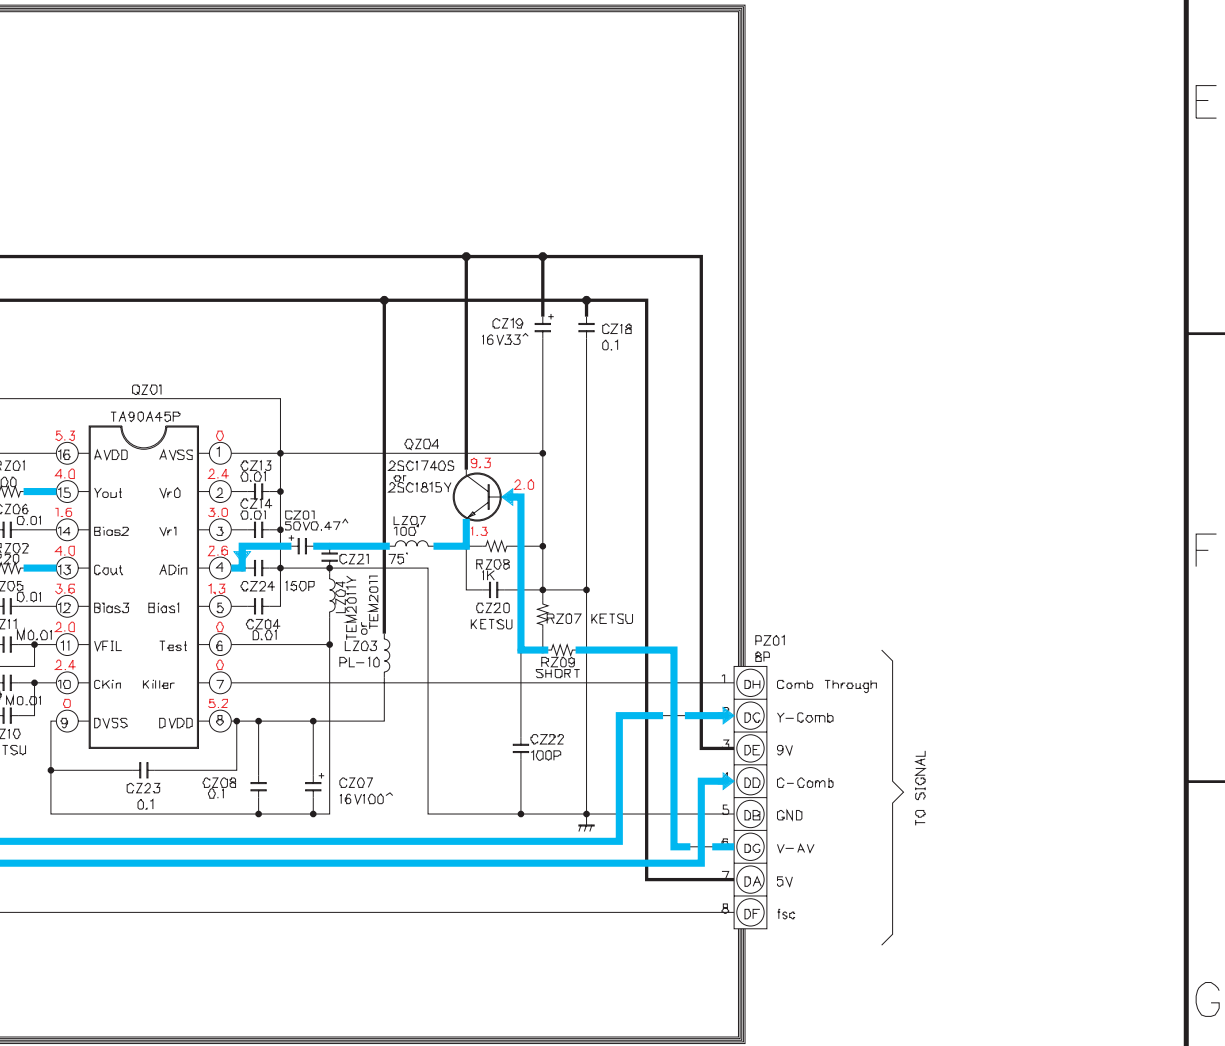 E
CZ19
16V33^
+
CZ18
0.1
F
QZ01
TA90A45P
16 AVDD
15 Yout
14 Bias2
13 Cout
12 Bias3
11 VFIL
10 CKin
9 DVSS
AVSS 1
Vr0 2
Vr1 3
ADin 4
Bias1 5
Test 6
Killer 7
DVDD 8
5.3
4.0
1.6
4.0
3.6
2.0
2.4
0
0
2.4
3.0
2.6
1.3
0
0
5.2
RZ01
00
CZ06
0.01
RZ02
220
Z05
0.01
Z11
M0.01
M0.01
Z10
TSU
CZ13
0.01
CZ14
0.01
CZ01
50V0.47^
+
CZ21
CZ24
150P
CZ04
0.01
QZ04
2SC1740S
or
2SC1815Y
9.3
2.0
1.3
LZ07
100
75
RZ08
1K
CZ20
KETSU
LZ04
TEM2011Y
or
TEM2011
LZ03
PL-10
RZ07 KETSU
RZ09
SHORT
CZ22
100P
CZ23
0.1
CZ08
0.1
+
CZ07
16V100^
PZ01
8P
1 DH Comb Through
2 DC Y-Comb
3 DE 9V
4 DD C-Comb
5 DB GND
6 DG V-AV
7 DA 5V
8 DF fsc
TO SIGNAL
G